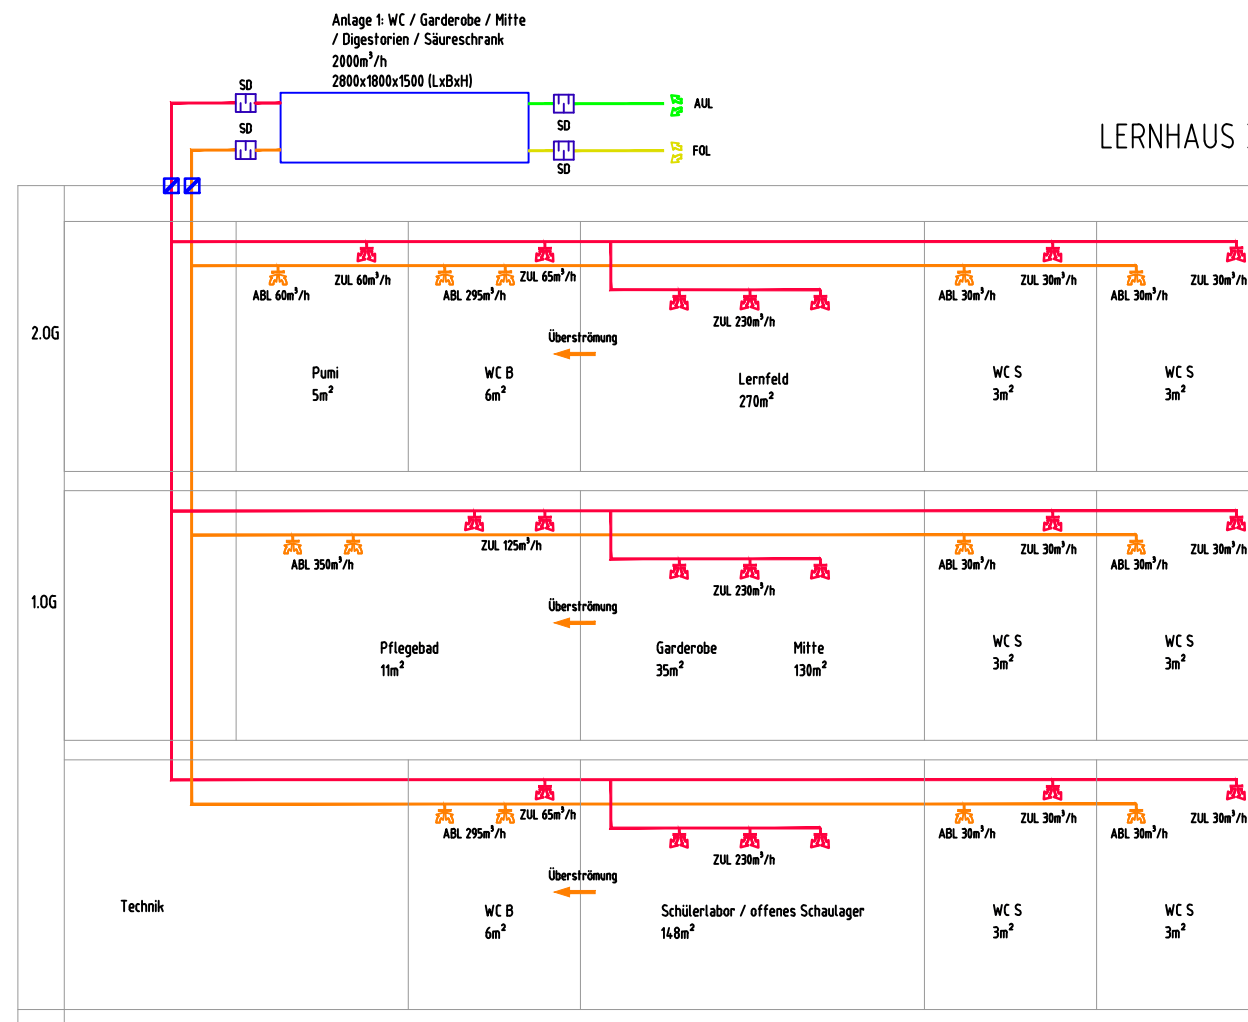 Anlage 1: WC / Garderobe / Mitte
/ Digestorien / Säureschrank
2000m³/h
2800x1800x1500 (LxBxH)
SD
SD
SD
SD
AUL
FOL
LERNHAUS
2.OG
ABL 60m³/h
ZUL 60m³/h
ABL 295m³/h
ZUL 65m³/h
ZUL 230m³/h
ABL 30m³/h
ZUL 30m³/h
ABL 30m³/h
ZUL 30m³/h
Überströmung
Pumi
5m²
WC B
6m²
Lernfeld
270m²
WC S
3m²
WC S
3m²
1.OG
ABL 350m³/h
ZUL 125m³/h
ZUL 230m³/h
ABL 30m³/h
ZUL 30m³/h
ABL 30m³/h
ZUL 30m³/h
Überströmung
Pflegebad
11m²
Garderobe
35m²
Mitte
130m²
WC S
3m²
WC S
3m²
ABL 295m³/h
ZUL 65m³/h
ZUL 230m³/h
ABL 30m³/h
ZUL 30m³/h
ABL 30m³/h
ZUL 30m³/h
Überströmung
Technik
WC B
6m²
Schülerlabor / offenes Schaulager
148m²
WC S
3m²
WC S
3m²